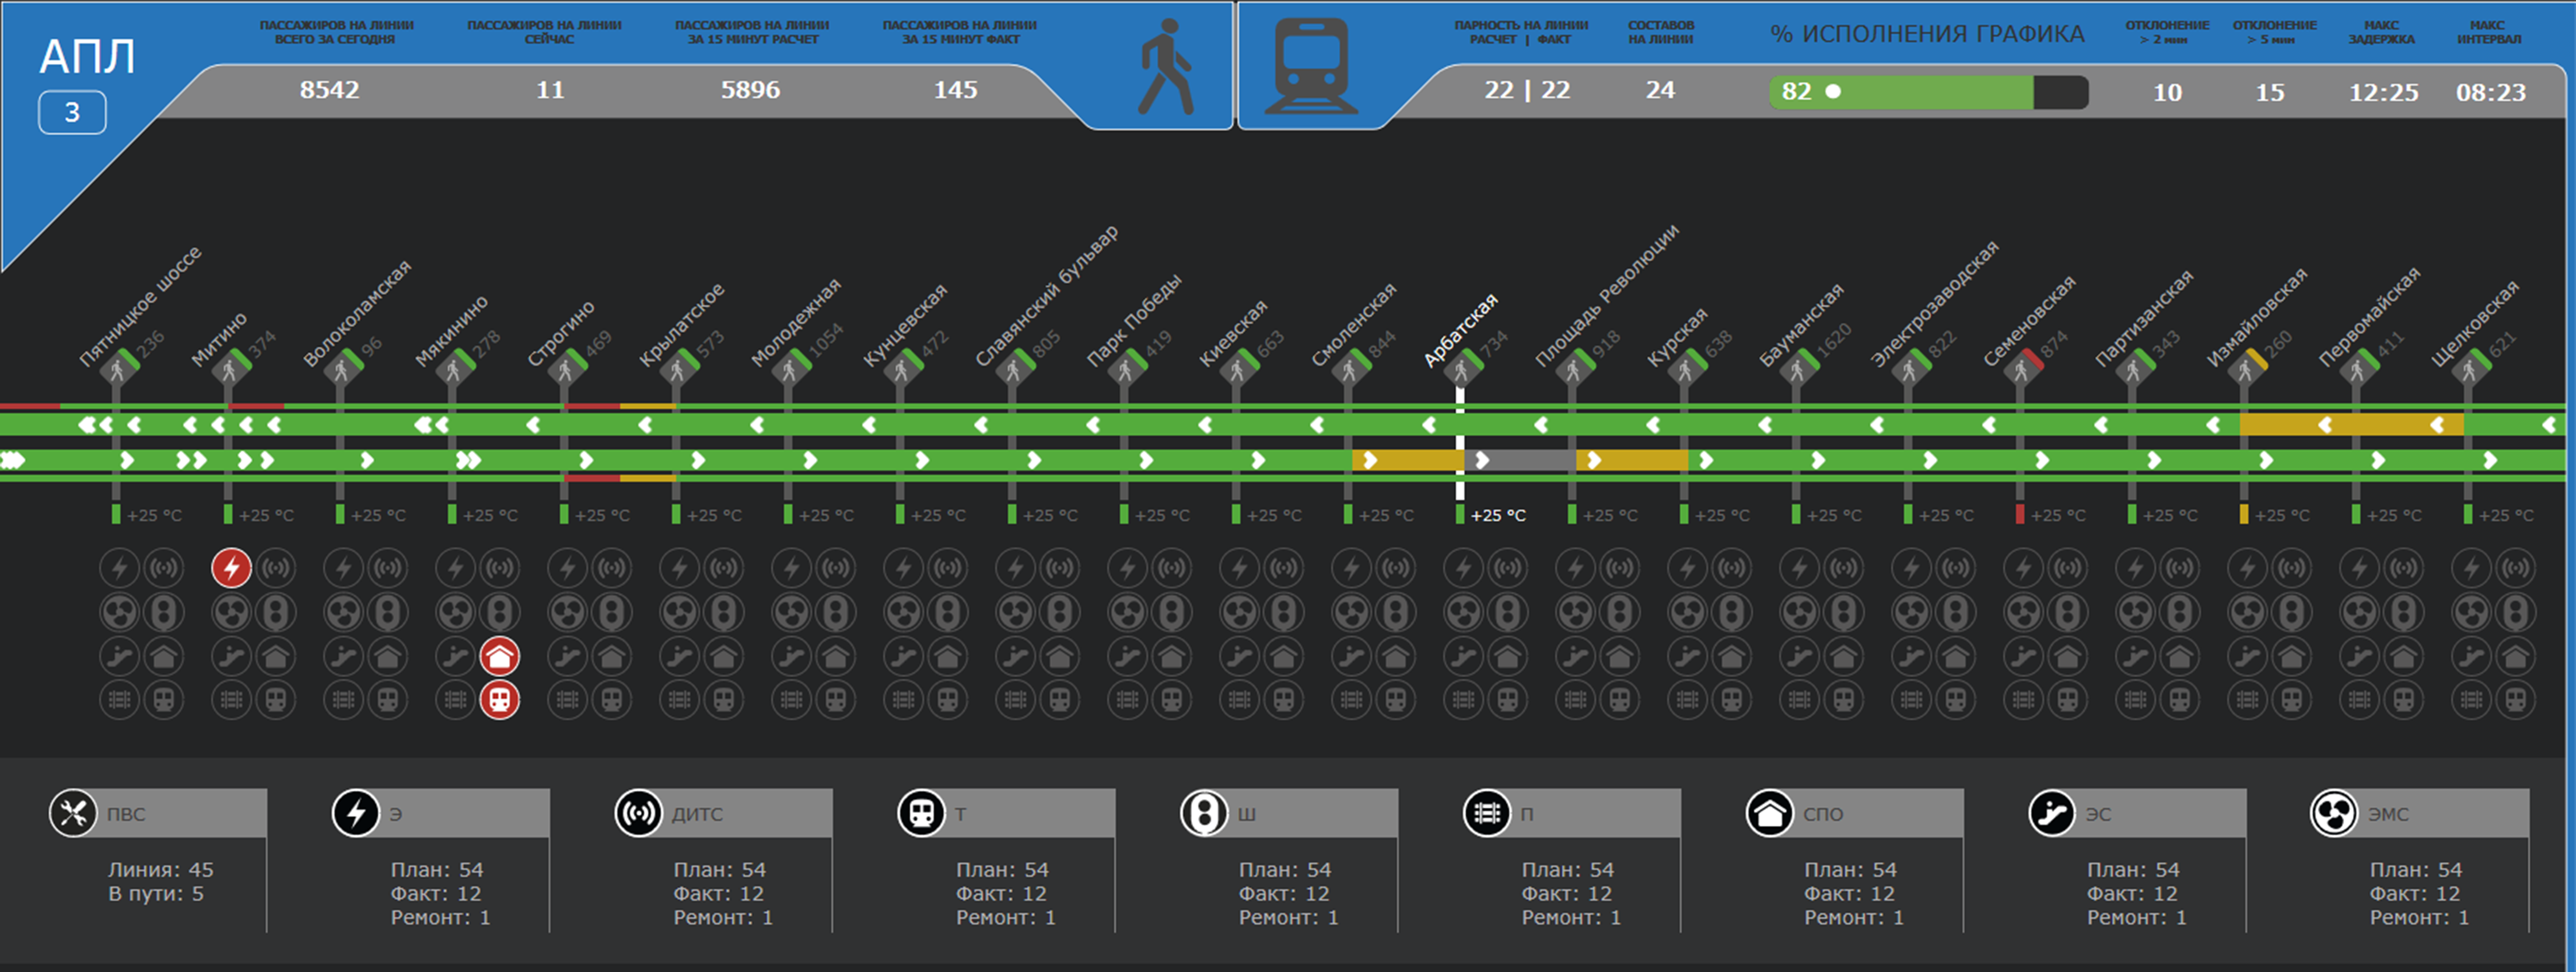 АПЛ
3
ПАССАЖИРОВ НА ЛИНИИ
ВСЕГО ЗА СЕГОДНЯ
8542
ПАССАЖИРОВ НА ЛИНИИ
СЕЙЧАС
11
ПАССАЖИРОВ НА ЛИНИИ
ЗА 15 МИНУТ РАСЧЕТ
5896
ПАССАЖИРОВ НА ЛИНИИ
ЗА 15 МИНУТ ФАКТ
145
ПАРНОСТЬ НА ЛИНИИ
РАСЧЕТ | ФАКТ
22 | 22
СОСТАВОВ
НА ЛИНИИ
24
% ИСПОЛНЕНИЯ ГРАФИКА
82
ОТКЛОНЕНИЕ
> 2 мин
10
ОТКЛОНЕНИЕ
> 5 мин
15
МАКС
ЗАДЕРЖКА
12:25
МАКС
ИНТЕРВАЛ
08:23
Пятницкое шоссе
236
Митино
374
Волоколамская
96
Мякинино
278
Строгино
469
Крылатское
573
Молодежная
1054
Кунцевская
472
Славянский бульвар
805
Парк Победы
419
Киевская
663
Смоленская
844
Арбатская
734
Площадь Революции
918
Курская
638
Бауманская
1620
Электрозаводская
822
Семеновская
874
Партизанская
343
Измайловская
260
Первомайская
411
Щелковская
621
+25 °C +25 °C +25 °C +25 °C +25 °C +25 °C +25 °C +25 °C +25 °C +25 °C +25 °C +25 °C +25 °C +25 °C +25 °C +25 °C +25 °C +25 °C +25 °C +25 °C +25 °C +25 °C
ПВС
Линия: 45
В пути: 5
Э
План: 54
Факт: 12
Ремонт: 1
ДИТС
План: 54
Факт: 12
Ремонт: 1
Т
План: 54
Факт: 12
Ремонт: 1
Ш
План: 54
Факт: 12
Ремонт: 1
П
План: 54
Факт: 12
Ремонт: 1
СПО
План: 54
Факт: 12
Ремонт: 1
ЭС
План: 54
Факт: 12
Ремонт: 1
ЭМС
План: 54
Факт: 12
Ремонт: 1